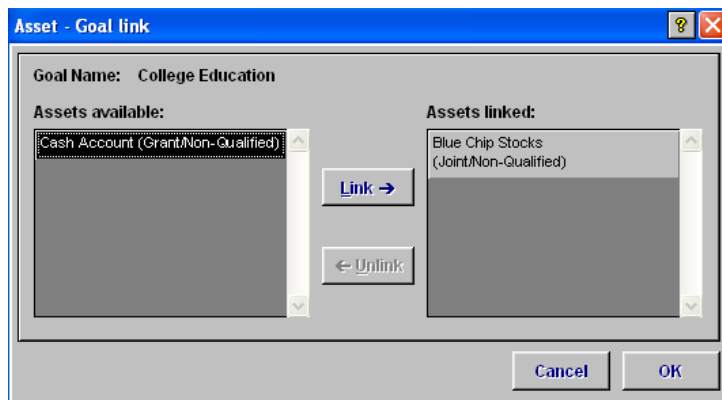 Asset - Goal link
?
Goal Name: College Education
Assets available:
Assets linked:
Cash Account (Grant/Non-Qualified)
Blue Chip Stocks
(Joint/Non-Qualified)
Link →
← Unlink
Cancel
OK